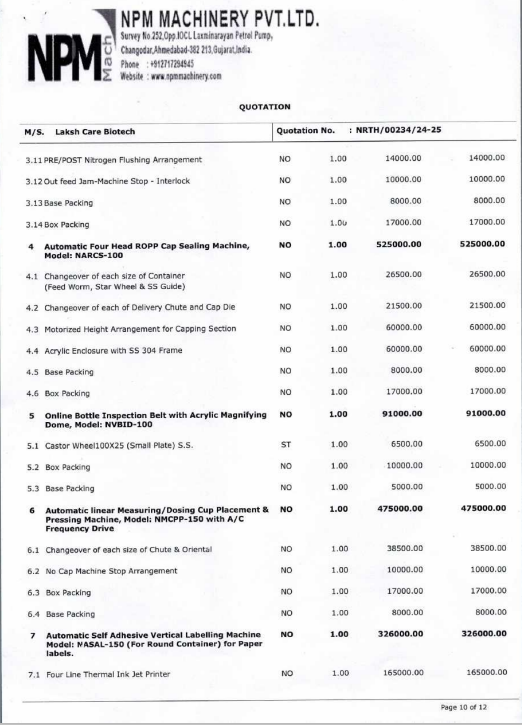 NPM Mach
NPM MACHINERY PVT.LTD.
Survey No.252,Opp.IOCL Laxminarayan Petrol Pump,
Changodar,Ahmedabad-382 213,Gujarat,India.
Phone : +912717294945
Website : www.npmmachinery.com
QUOTATION
M/S. Laksh Care Biotech Quotation No. : NRTH/00234/24-25
3.11 PRE/POST Nitrogen Flushing Arrangement NO 1.00 14000.00 14000.00
3.12 Out feed Jam-Machine Stop - Interlock NO 1.00 10000.00 10000.00
3.13 Base Packing NO 1.00 8000.00 8000.00
3.14 Box Packing NO 1.00 17000.00 17000.00
4 Automatic Four Head ROPP Cap Sealing Machine, NO 1.00 525000.00 525000.00
Model: NARCS-100
4.1 Changeover of each size of Container NO 1.00 26500.00 26500.00
(Feed Worm, Star Wheel & SS Guide)
4.2 Changeover of each of Delivery Chute and Cap Die NO 1.00 21500.00 21500.00
4.3 Motorized Height Arrangement for Capping Section NO 1.00 60000.00 60000.00
4.4 Acrylic Enclosure with SS 304 Frame NO 1.00 60000.00 60000.00
4.5 Base Packing NO 1.00 8000.00 8000.00
4.6 Box Packing NO 1.00 17000.00 17000.00
5 Online Bottle Inspection Belt with Acrylic Magnifying NO 1.00 91000.00 91000.00
Dome, Model: NVBID-100
5.1 Castor Wheel100X25 (Small Plate) S.S. ST 1.00 6500.00 6500.00
5.2 Box Packing NO 1.00 10000.00 10000.00
5.3 Base Packing NO 1.00 5000.00 5000.00
6 Automatic linear Measuring/Dosing Cup Placement & NO 1.00 475000.00 475000.00
Pressing Machine, Model: NMCPP-150 with A/C
Frequency Drive
6.1 Changeover of each size of Chute & Oriental NO 1.00 38500.00 38500.00
6.2 No Cap Machine Stop Arrangement NO 1.00 10000.00 10000.00
6.3 Box Packing NO 1.00 17000.00 17000.00
6.4 Base Packing NO 1.00 8000.00 8000.00
7 Automatic Self Adhesive Vertical Labelling Machine NO 1.00 326000.00 326000.00
Model: NASAL-150 (For Round Container) for Paper
labels.
7.1 Four Line Thermal Ink Jet Printer NO 1.00 165000.00 165000.00
Page 10 of 12